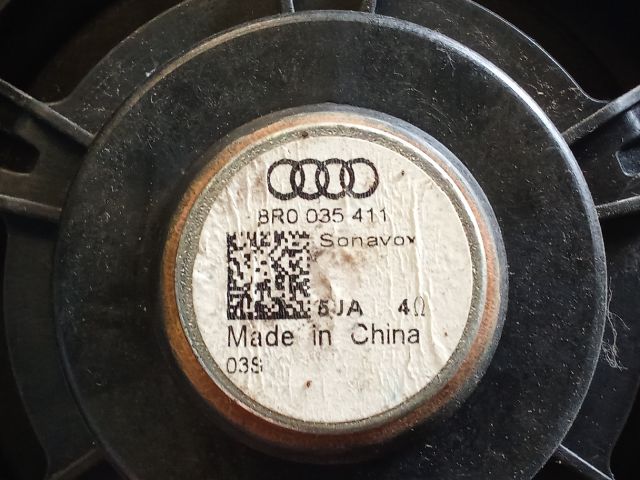 8R0 035 411
Sonavox
5JA 4Ω
Made in China
03S